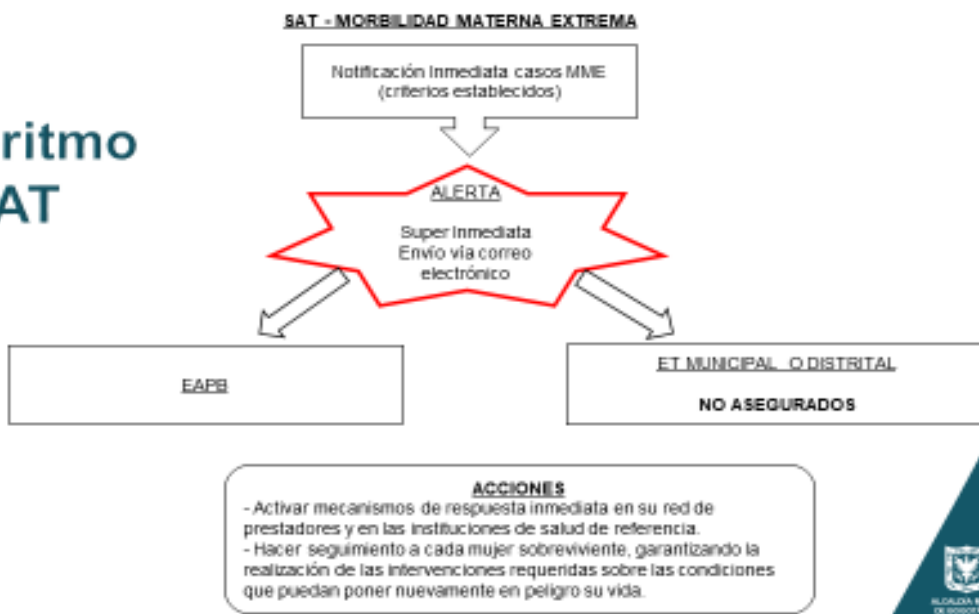 SAT - MORBILIDAD MATERNA EXTREMA
Notificación Inmediata casos MME
(criterios establecidos)
ritmo
AT
ALERTA
Super Inmediata
Envío vía correo
electrónico
EAPB
ET MUNICIPAL O DISTRITAL
NO ASEGURADOS
ACCIONES
- Activar mecanismos de respuesta inmediata en su red de
prestadores y en las instituciones de salud de referencia.
- Hacer seguimiento a cada mujer sobreviviente, garantizando la
realización de las intervenciones requeridas sobre las condiciones
que puedan poner nuevamente en peligro su vida.
ALCALDÍA